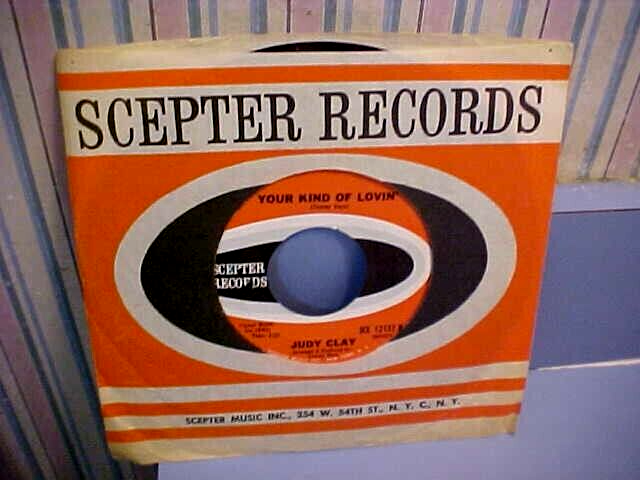 SCEPTER RECORDS
YOUR KIND OF LOVIN'
SCEPTER
RECORDS
JUDY CLAY
SCEPTER MUSIC INC., 254 W. 54TH ST., N. Y. C., N. Y.